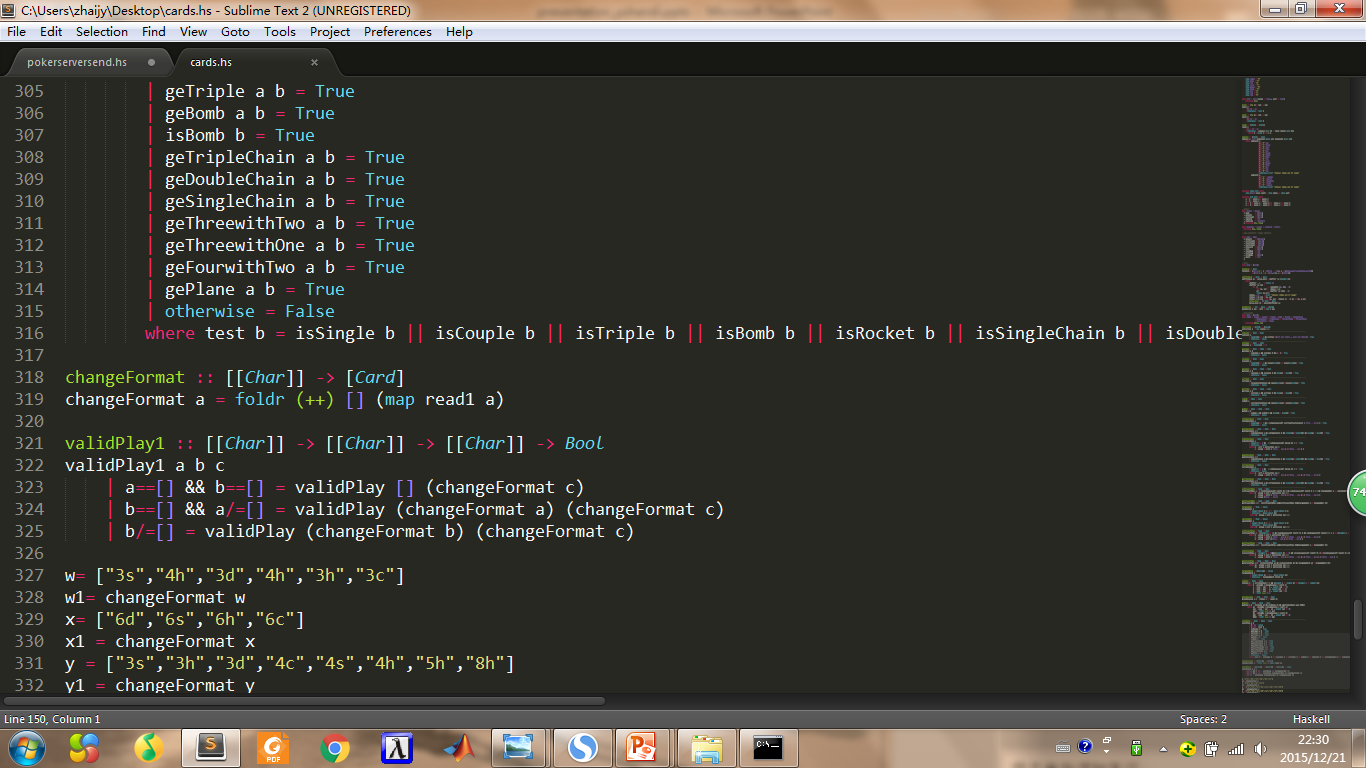 C:\Users\zhaijy\Desktop\cards.hs - Sublime Text 2 (UNREGISTERED)
File Edit Selection Find View Goto Tools Project Preferences Help
pokerserversend.hs cards.hs
305 | geTriple a b = True
306 | geBomb a b = True
307 | isBomb b = True
308 | geTripleChain a b = True
309 | geDoubleChain a b = True
310 | geSingleChain a b = True
311 | geThreewithTwo a b = True
312 | geThreewithOne a b = True
313 | geFourwithTwo a b = True
314 | gePlane a b = True
315 | otherwise = False
316 where test b = isSingle b || isCouple b || isTriple b || isBomb b || isRocket b || isSingleChain b || isDouble
317
318 changeFormat :: [[Char]] -> [Card]
319 changeFormat a = foldr (++) [] (map read1 a)
320
321 validPlay1 :: [[Char]] -> [[Char]] -> [[Char]] -> Bool
322 validPlay1 a b c
323 | a==[] && b==[] = validPlay [] (changeFormat c)
324 | b==[] && a/=[] = validPlay (changeFormat a) (changeFormat c)
325 | b/=[] = validPlay (changeFormat b) (changeFormat c)
326
327 w= ["3s","4h","3d","4h","3h","3c"]
328 w1= changeFormat w
329 x= ["6d","6s","6h","6c"]
330 x1 = changeFormat x
331 y = ["3s","3h","3d","4c","4s","4h","5h","8h"]
332 y1 = changeFormat y
74
Line 150, Column 1 Spaces: 2 Haskell
PDF
22:30
2015/12/21